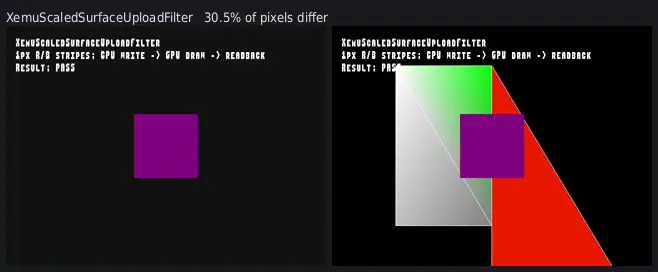 XemuScaledSurfaceUploadFilter 30.5% of pixels differ
XemuScaledSurfaceUploadFilter
1px R/B stripes: GPU write -> GPU draw -> readback
Result: PASS
XemuScaledSurfaceUploadFilter
1px R/B stripes: GPU write -> GPU draw -> readback
Result: PASS